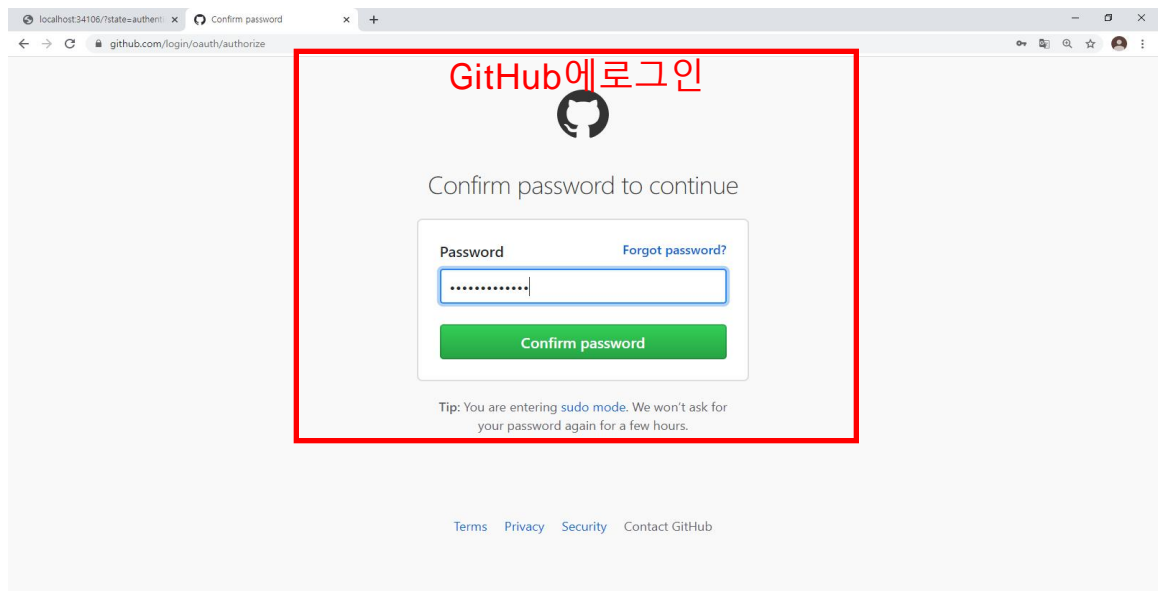 localhost:34106/?state=authenti
Confirm password
github.com/login/oauth/authorize
GitHub에로그인
Confirm password to continue
Password
Forgot password?
Confirm password
Tip: You are entering sudo mode. We won't ask for
your password again for a few hours.
Terms Privacy Security Contact GitHub